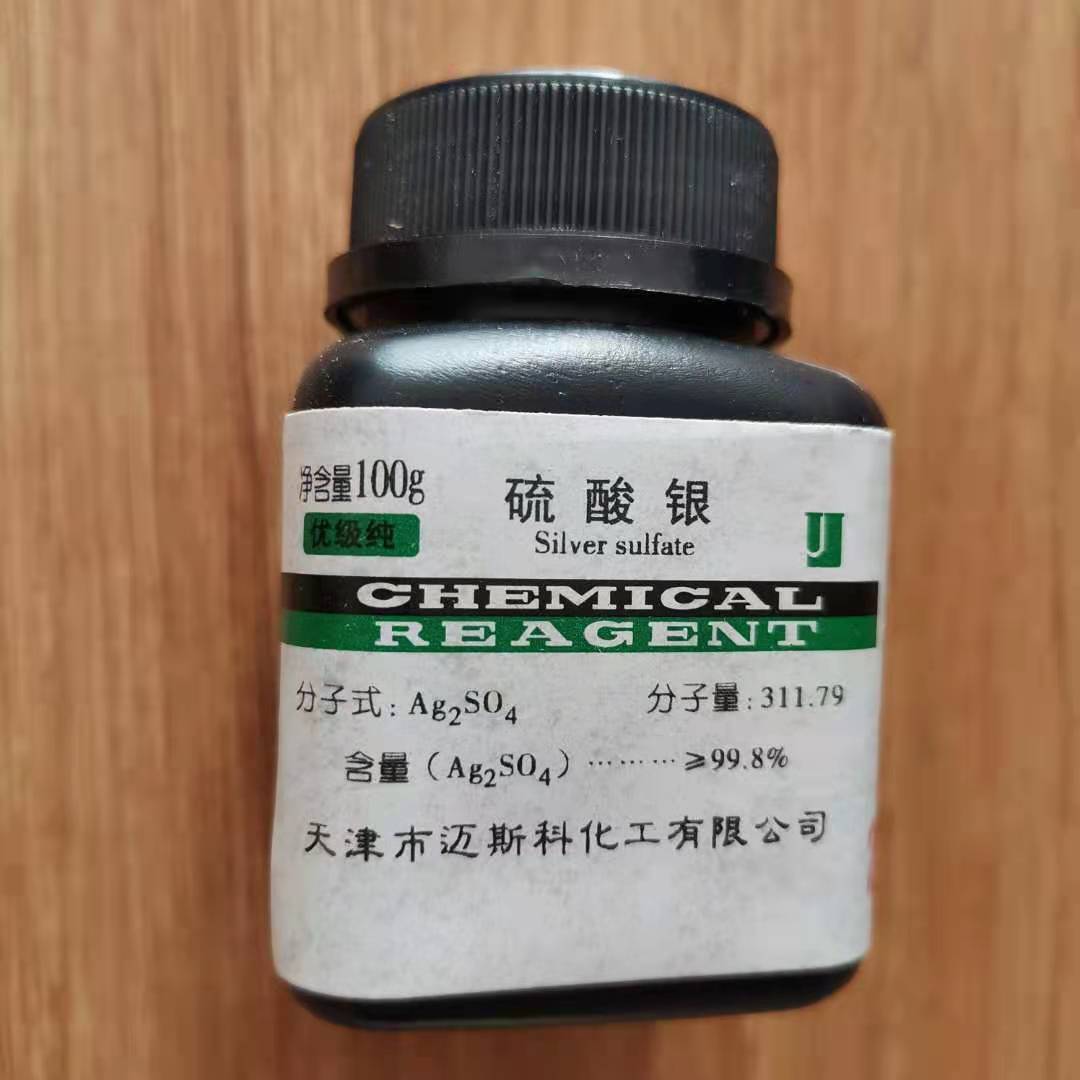 净含量100g
优级纯
硫酸银
Silver sulfate
CHEMICAL
REAGENT
分子式: Ag₂SO₄ 分子量: 311.79
含量(Ag₂SO₄)………≥99.8%
天津市迈斯科化工有限公司